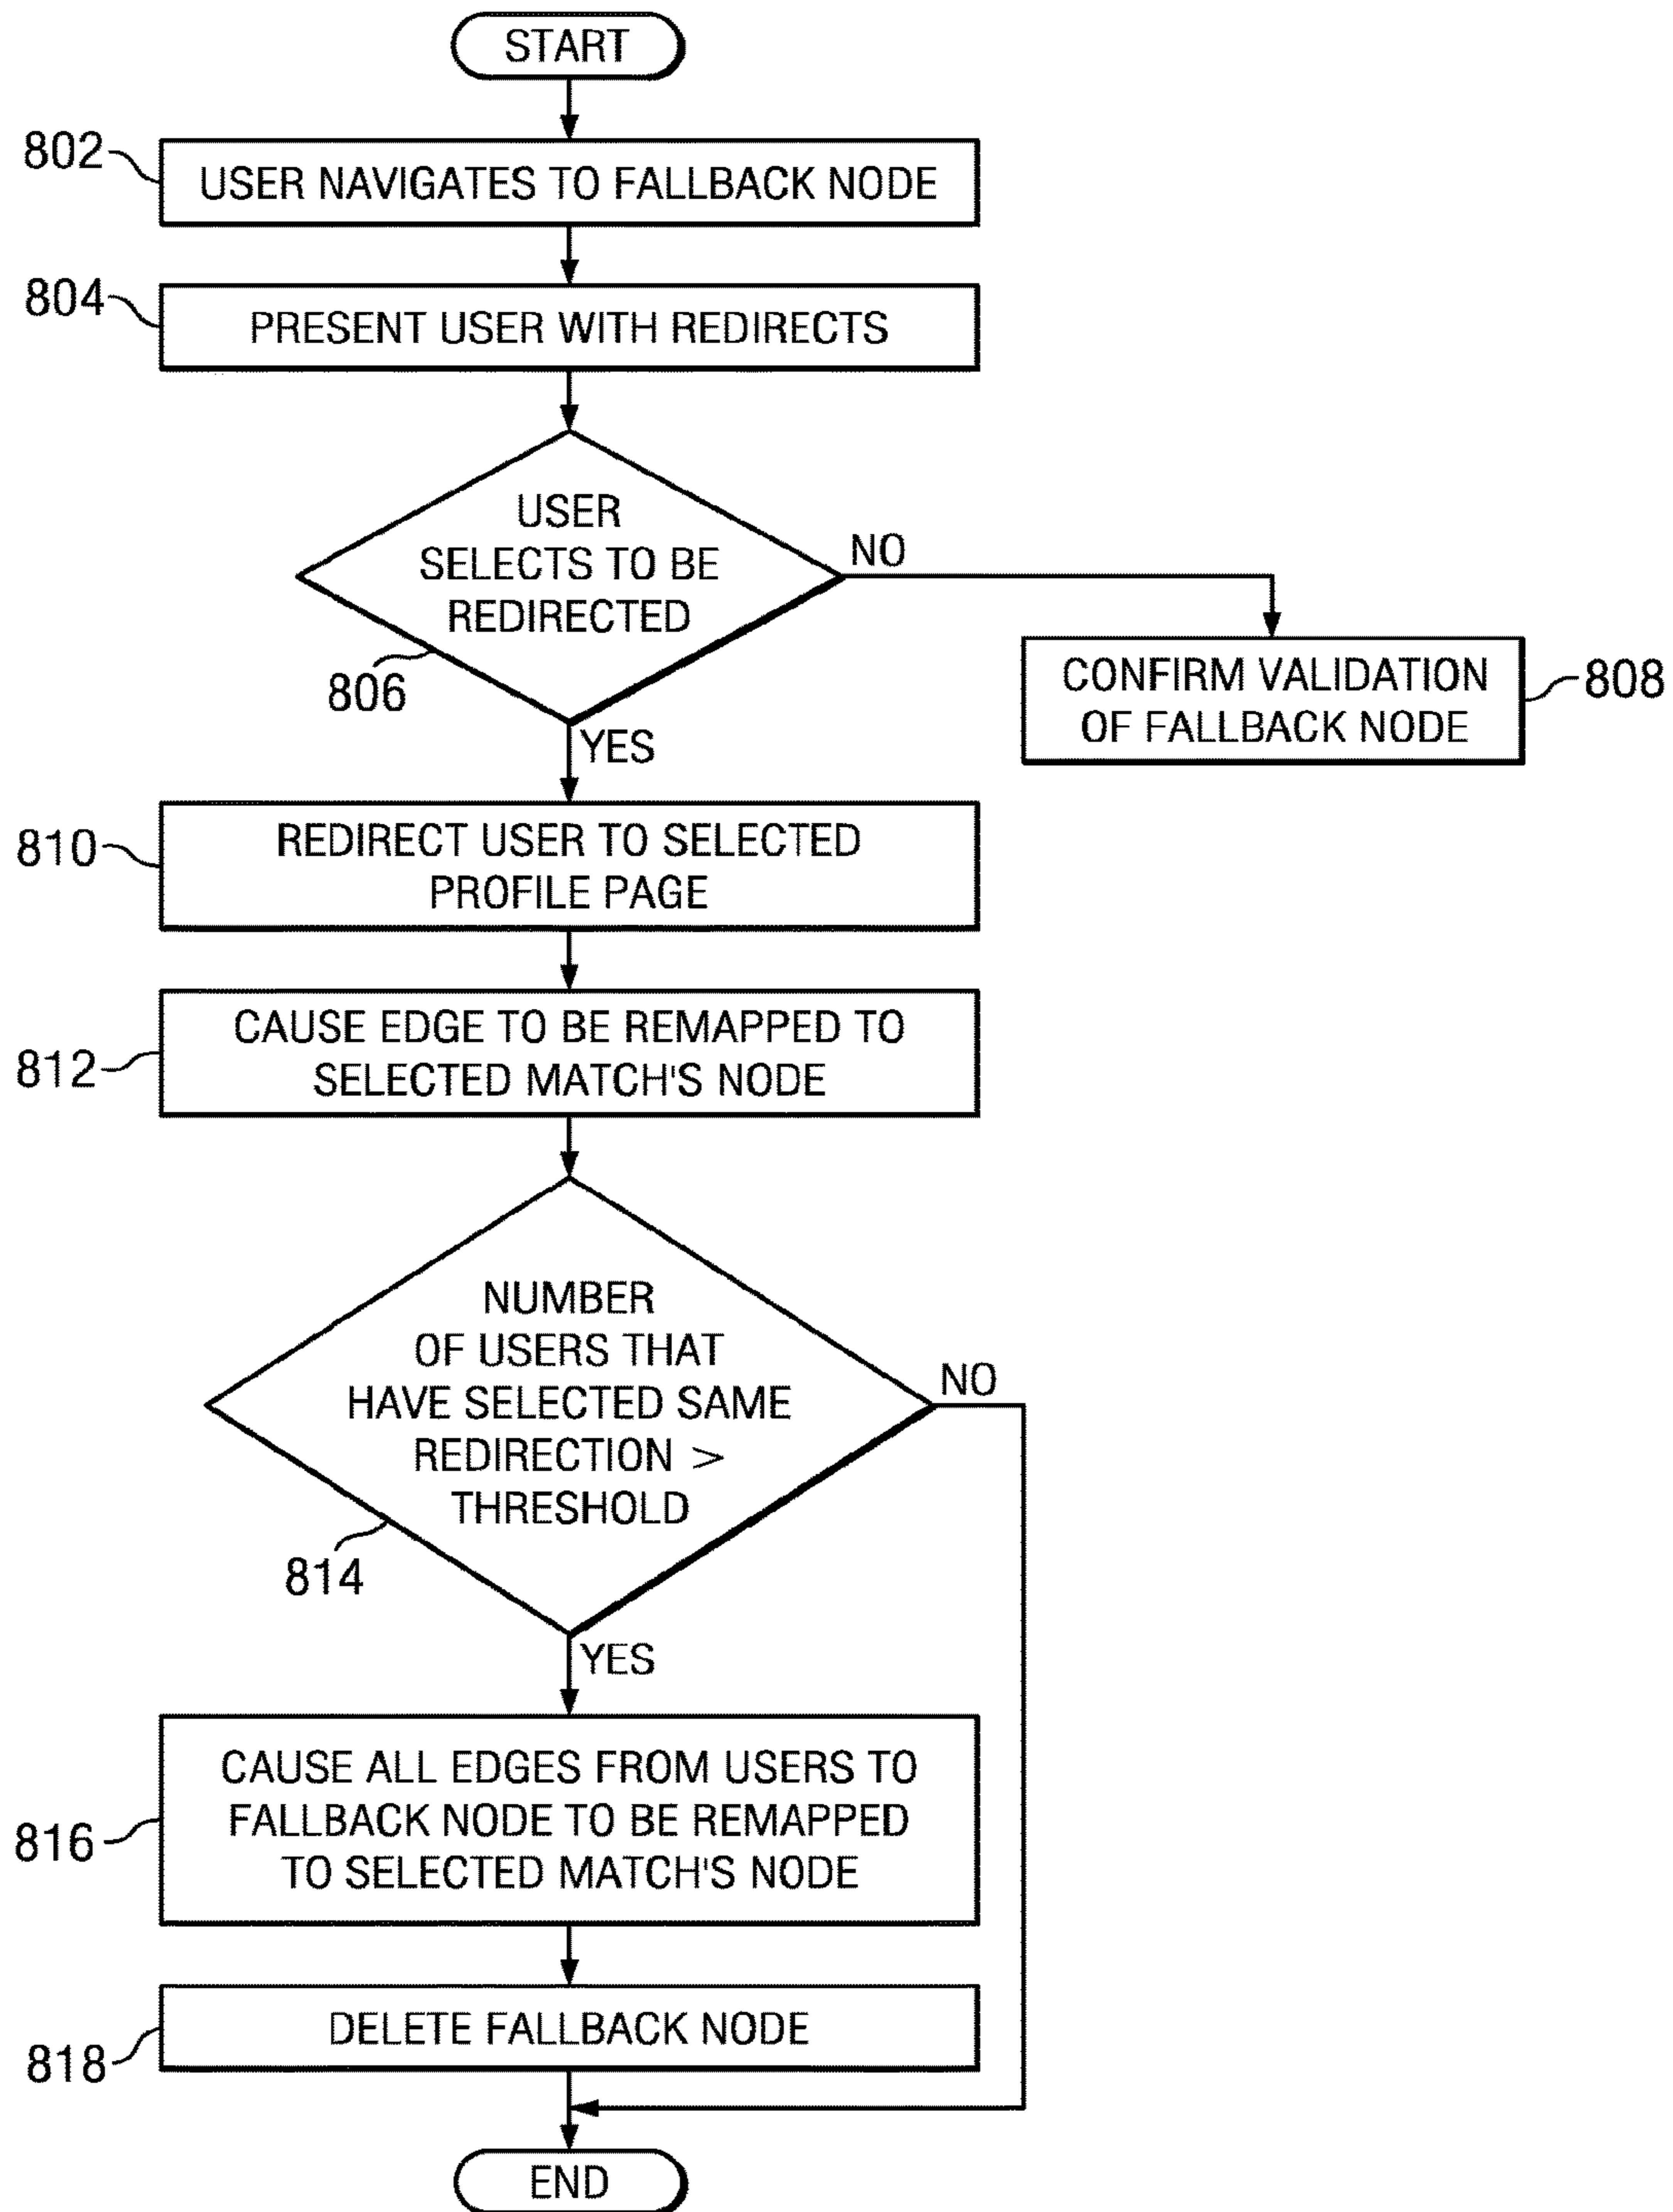 START
802
USER NAVIGATES TO FALLBACK NODE
804
PRESENT USER WITH REDIRECTS
USER
SELECTS TO BE
REDIRECTED
806
NO
CONFIRM VALIDATION
OF FALLBACK NODE
808
YES
810
REDIRECT USER TO SELECTED
PROFILE PAGE
812
CAUSE EDGE TO BE REMAPPED TO
SELECTED MATCH'S NODE
NUMBER
OF USERS THAT
HAVE SELECTED SAME
REDIRECTION >
THRESHOLD
814
NO
YES
816
CAUSE ALL EDGES FROM USERS TO
FALLBACK NODE TO BE REMAPPED
TO SELECTED MATCH'S NODE
818
DELETE FALLBACK NODE
END